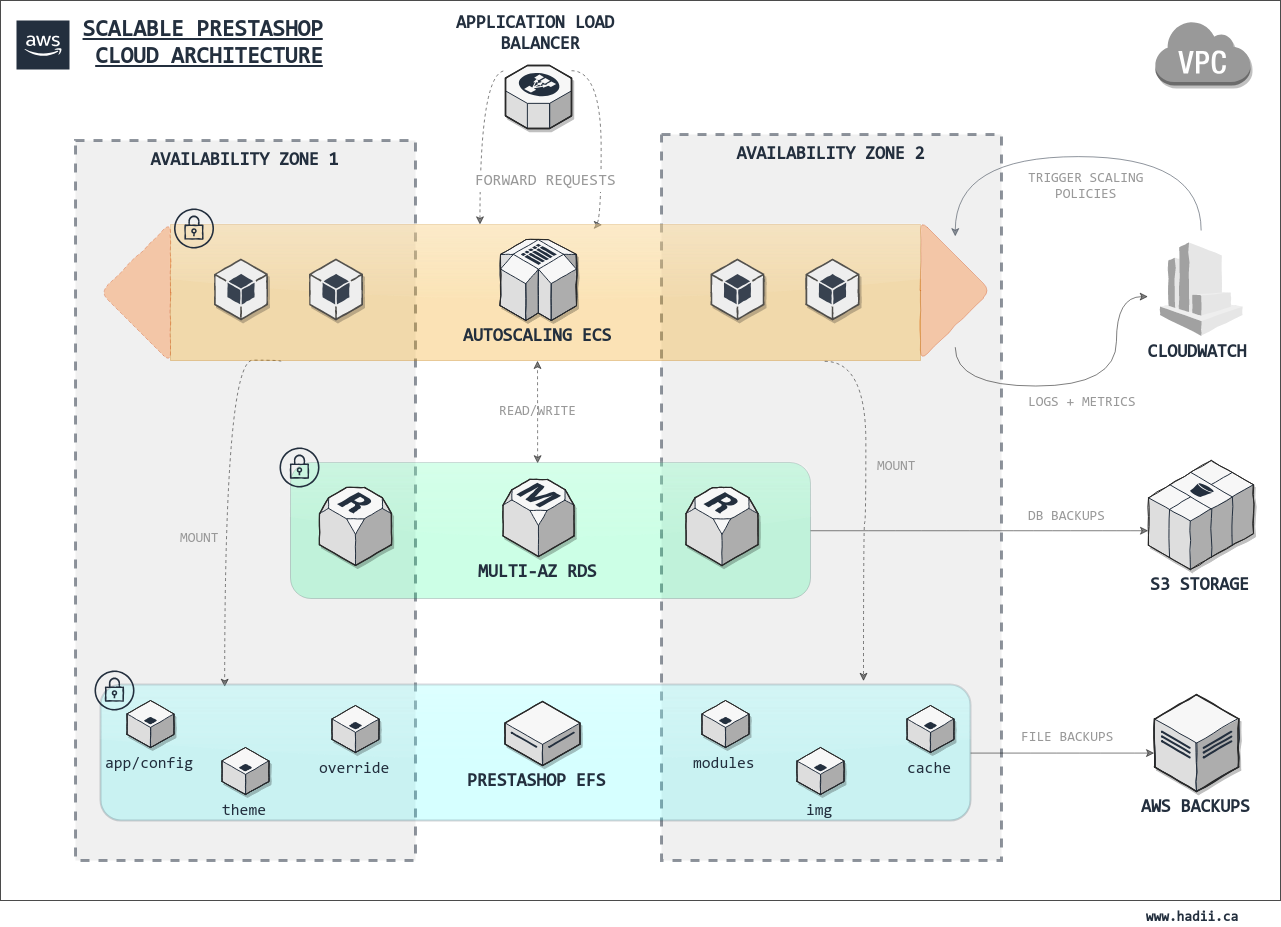 aws
SCALABLE PRESTASHOP
CLOUD ARCHITECTURE
APPLICATION LOAD
BALANCER
VPC
AVAILABILITY ZONE 1
AVAILABILITY ZONE 2
FORWARD REQUESTS
TRIGGER SCALING
POLICIES
AUTOSCALING ECS
CLOUDWATCH
LOGS + METRICS
READ/WRITE
MOUNT
R
M
R
DB BACKUPS
MOUNT
MULTI-AZ RDS
S3 STORAGE
app/config
override
theme
PRESTASHOP EFS
modules
cache
img
FILE BACKUPS
AWS BACKUPS
www.hadii.ca